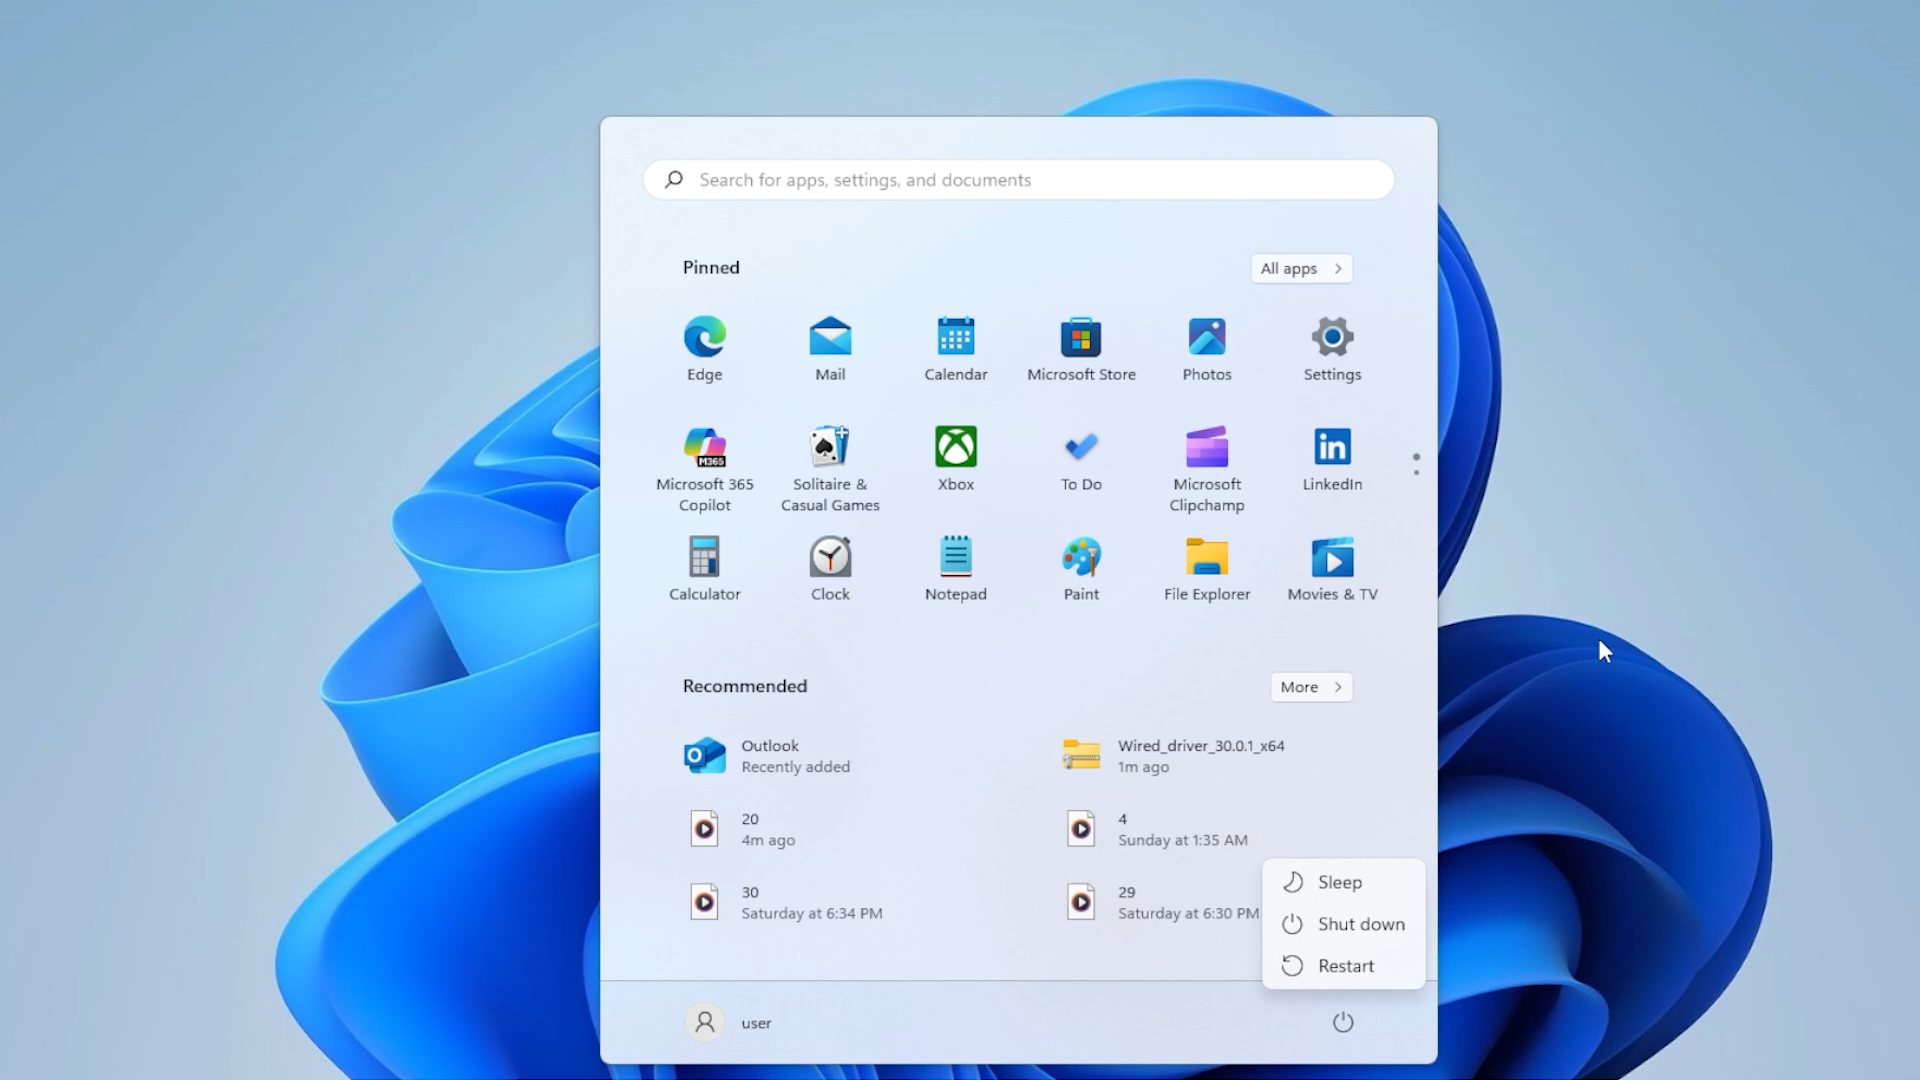 Search for apps, settings, and documents
Pinned
All apps
Edge
Mail
Calendar
Microsoft Store
Photos
Settings
M365
Microsoft 365
Copilot
Solitaire &
Casual Games
Xbox
To Do
Microsoft
Clipchamp
in
LinkedIn
Calculator
Clock
Notepad
Paint
File Explorer
Movies & TV
Recommended
More
Outlook
Recently added
Wired_driver_30.0.1_x64
1m ago
20
4m ago
4
Sunday at 1:35 AM
30
Saturday at 6:34 PM
29
Saturday at 6:30 PM
Sleep
Shut down
Restart
user